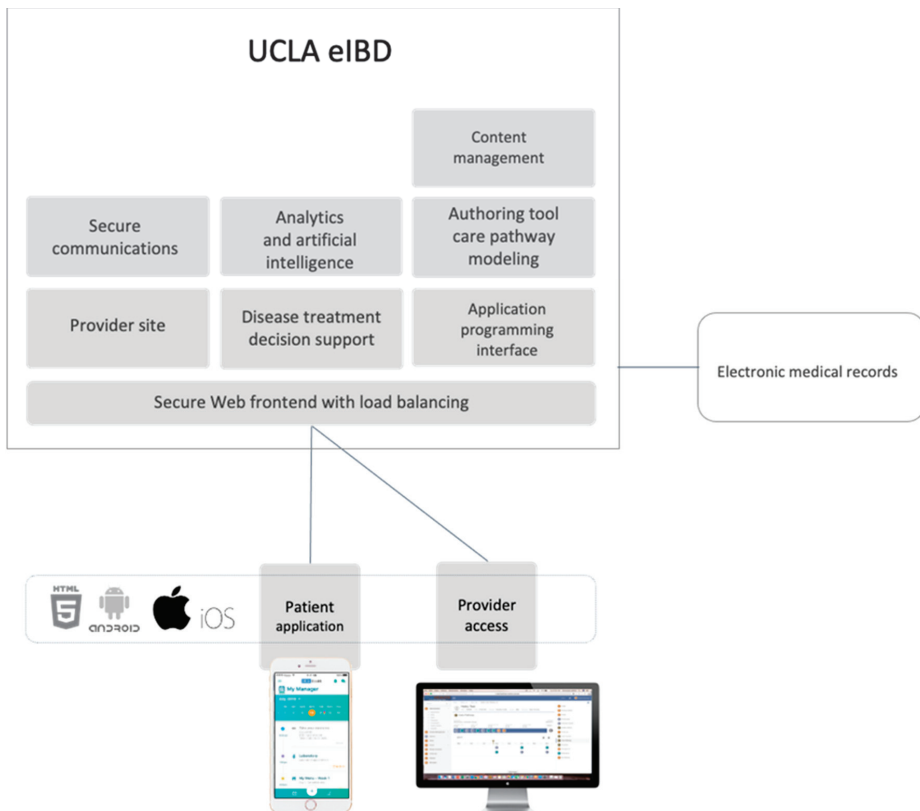 UCLA eIBD
Content
management
Secure
communications
Analytics
and artificial
intelligence
Authoring tool
care pathway
modeling
Provider site
Disease treatment
decision support
Application
programming
interface
Electronic medical records
Secure Web frontend with load balancing
HTML
5
ANDROID
iOS
Patient
application
Provider
access
My Manager